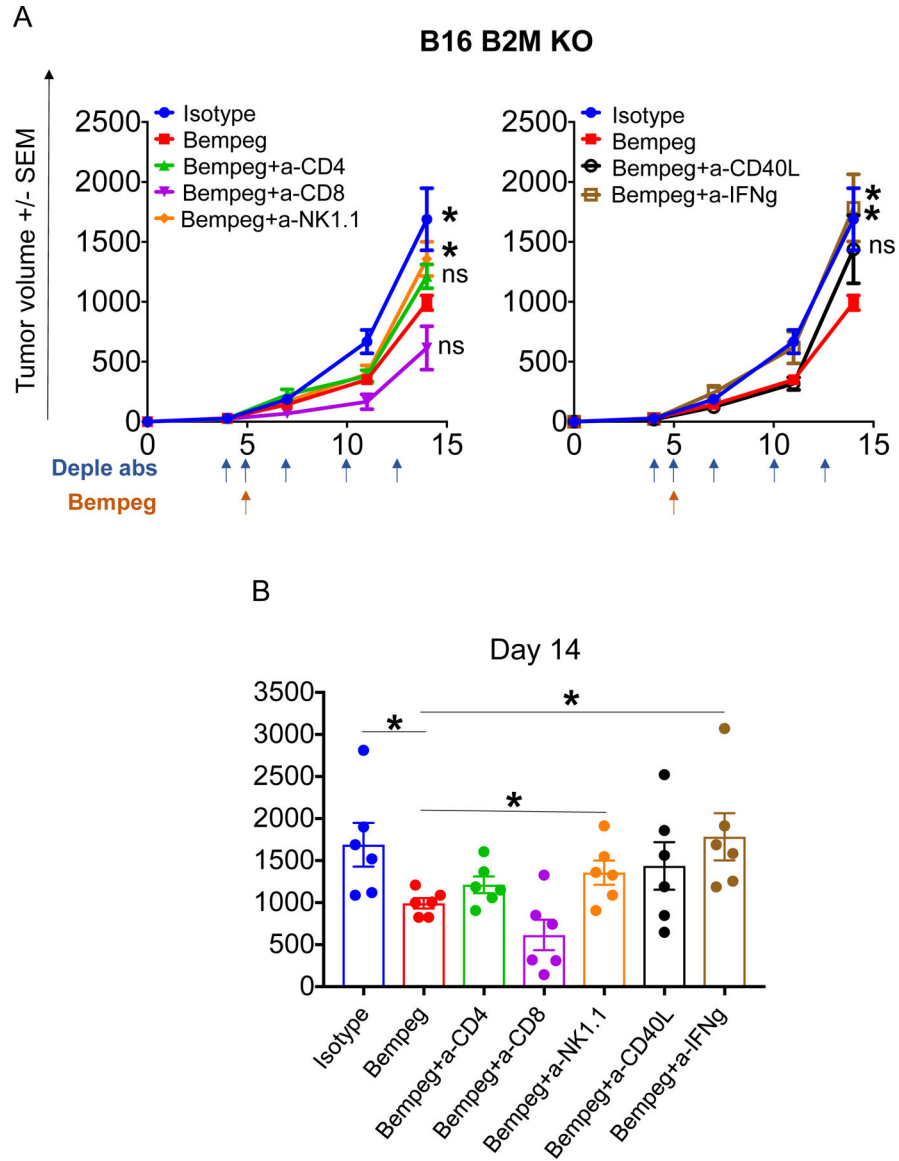 A
B16 B2M KO
Tumor volume +/- SEM
Isotype
Bempeg
Bempeg+a-CD4
Bempeg+a-CD8
Bempeg+a-NK1.1
2500
2000
1500
1000
500
0
0 5 10 15
*
*
ns
ns
Isotype
Bempeg
Bempeg+a-CD40L
Bempeg+a-IFNg
2500
2000
1500
1000
500
0
0 5 10 15
*
*
ns
Deple abs
Bempeg
B
Day 14
3500
3000
2500
2000
1500
1000
500
0
*
*
*
Isotype
Bempeg
Bempeg+a-CD4
Bempeg+a-CD8
Bempeg+a-NK1.1
Bempeg+a-CD40L
Bempeg+a-IFNg